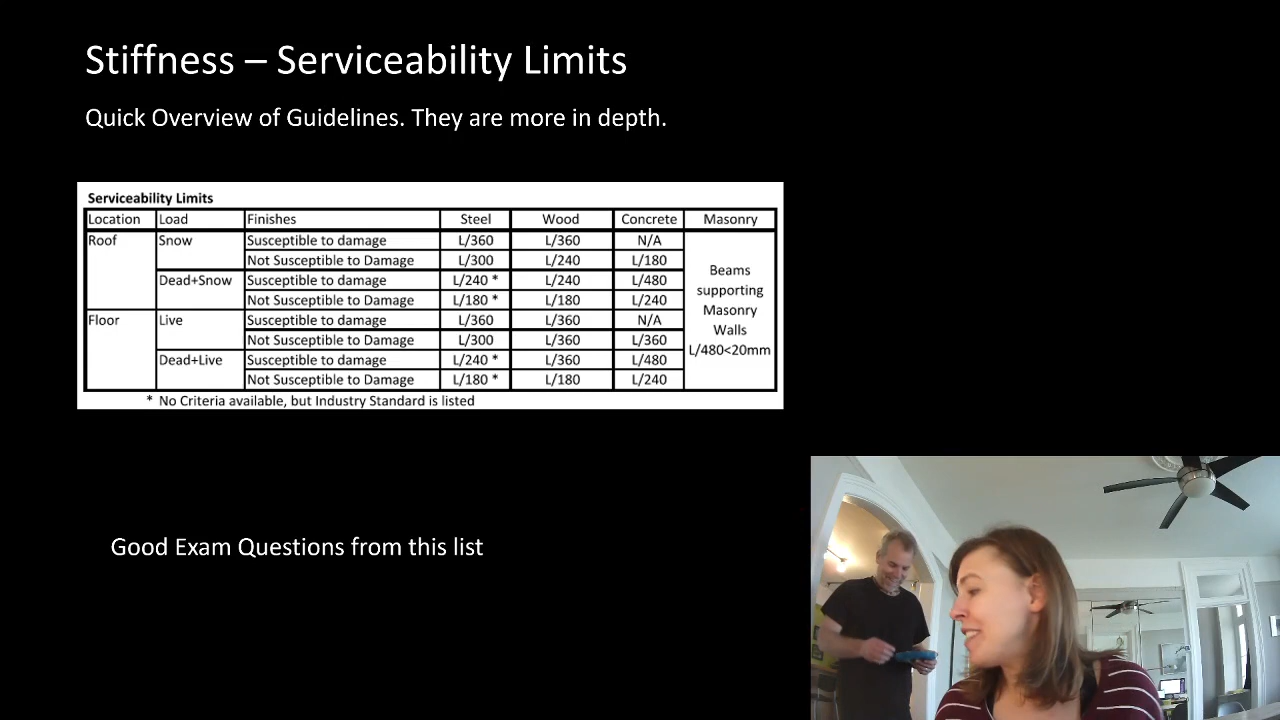 Stiffness – Serviceability Limits
Quick Overview of Guidelines. They are more in depth.
Serviceability Limits
Location Load Finishes Steel Wood Concrete Masonry
Roof Snow Susceptible to damage L/360 L/360 N/A
Not Susceptible to Damage L/300 L/240 L/180
Dead+Snow Susceptible to damage L/240 * L/240 L/480
Not Susceptible to Damage L/180 * L/180 L/240
Floor Live Susceptible to damage L/360 L/360 N/A
Not Susceptible to Damage L/300 L/360 L/360
Dead+Live Susceptible to damage L/240 * L/360 L/480
Not Susceptible to Damage L/180 * L/180 L/240
Beams
supporting
Masonry
Walls
L/480<20mm
* No Criteria available, but Industry Standard is listed
Good Exam Questions from this list